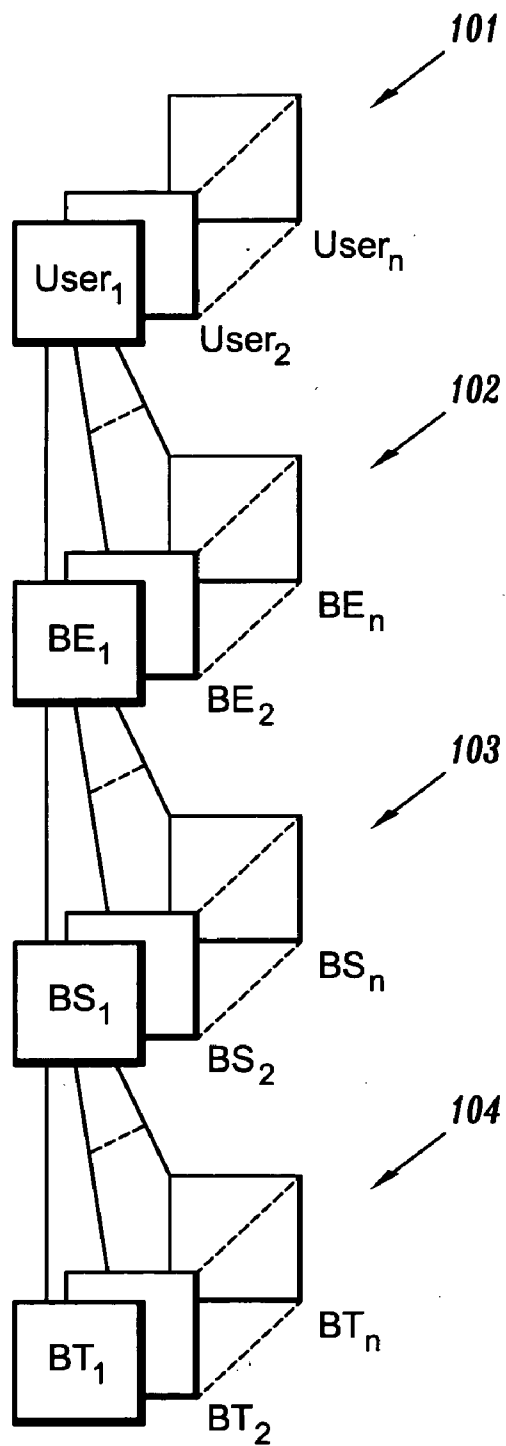 101
User₁
Userₙ
User₂
102
BE₁
BEₙ
BE₂
103
BS₁
BSₙ
BS₂
104
BT₁
BTₙ
BT₂